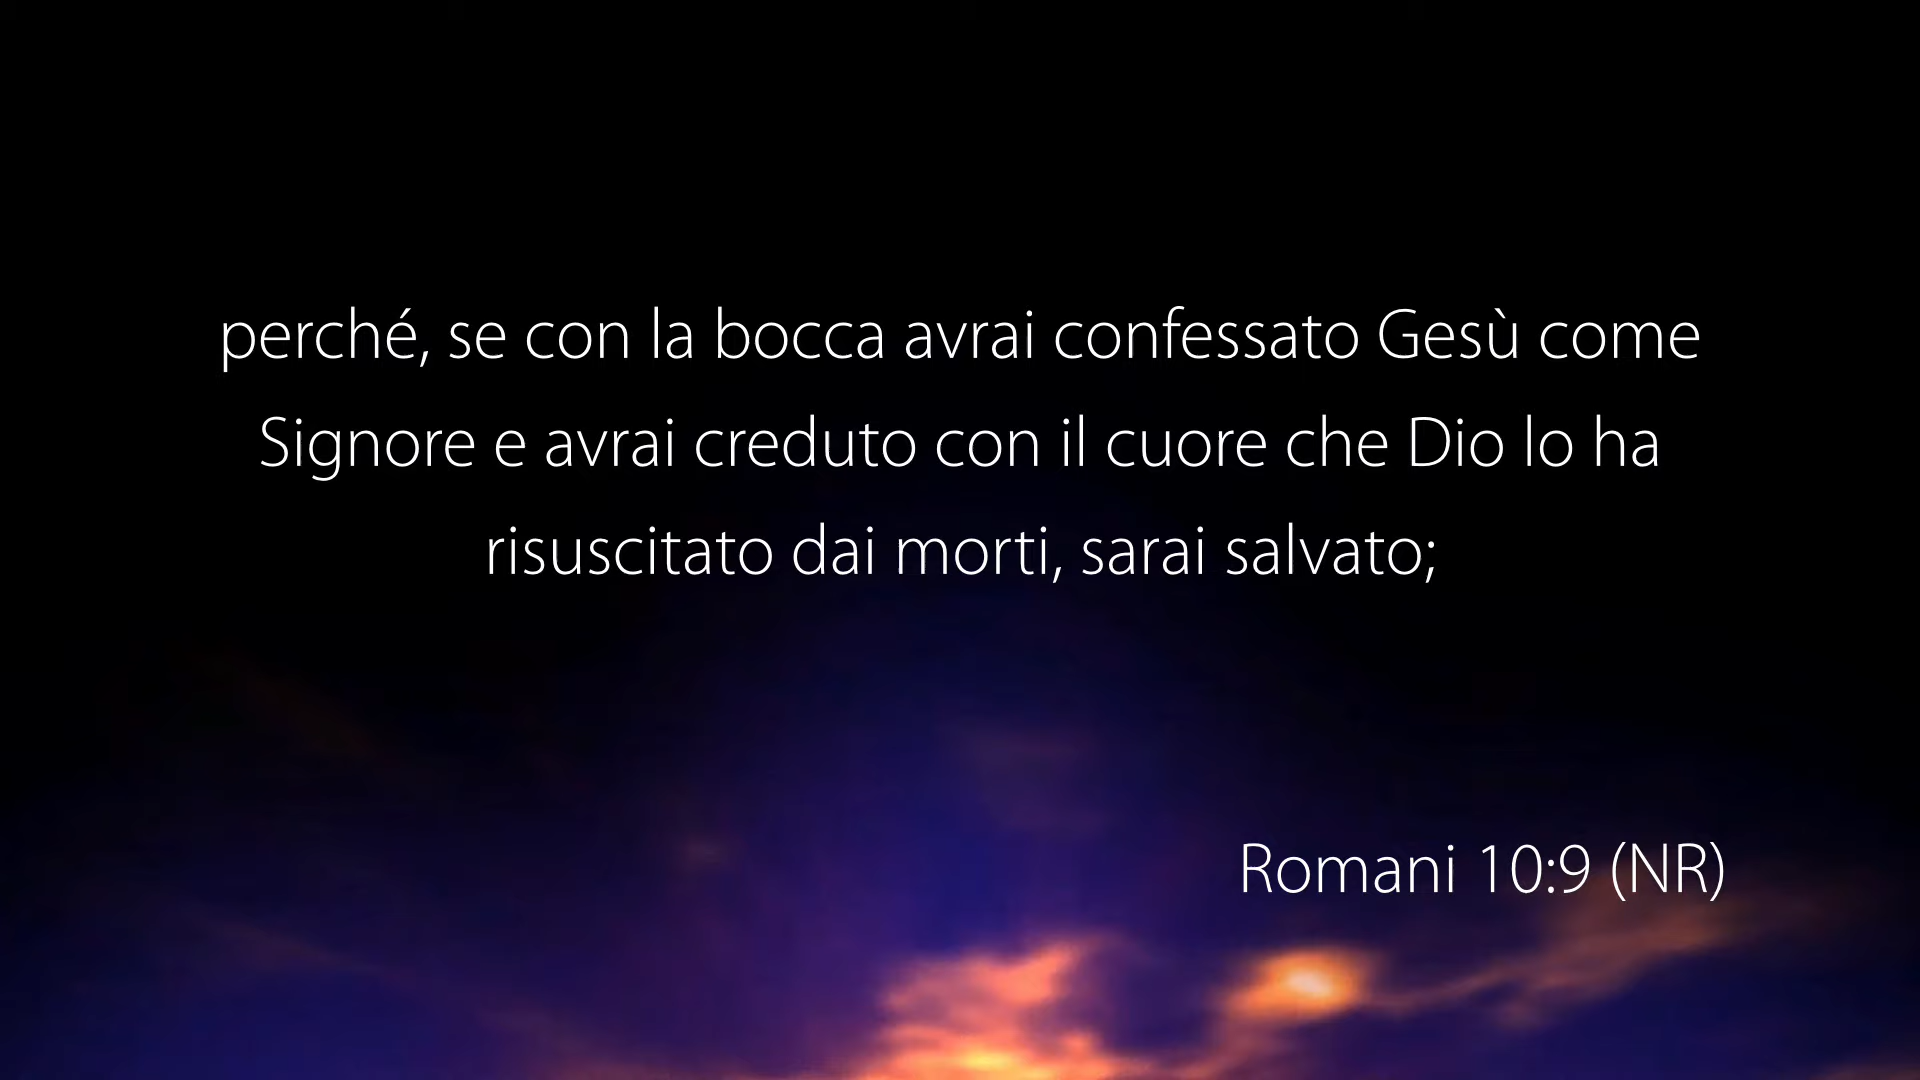 perché, se con la bocca avrai confessato Gesù come
Signore e avrai creduto con il cuore che Dio lo ha
risuscitato dai morti, sarai salvato;
Romani 10:9 (NR)